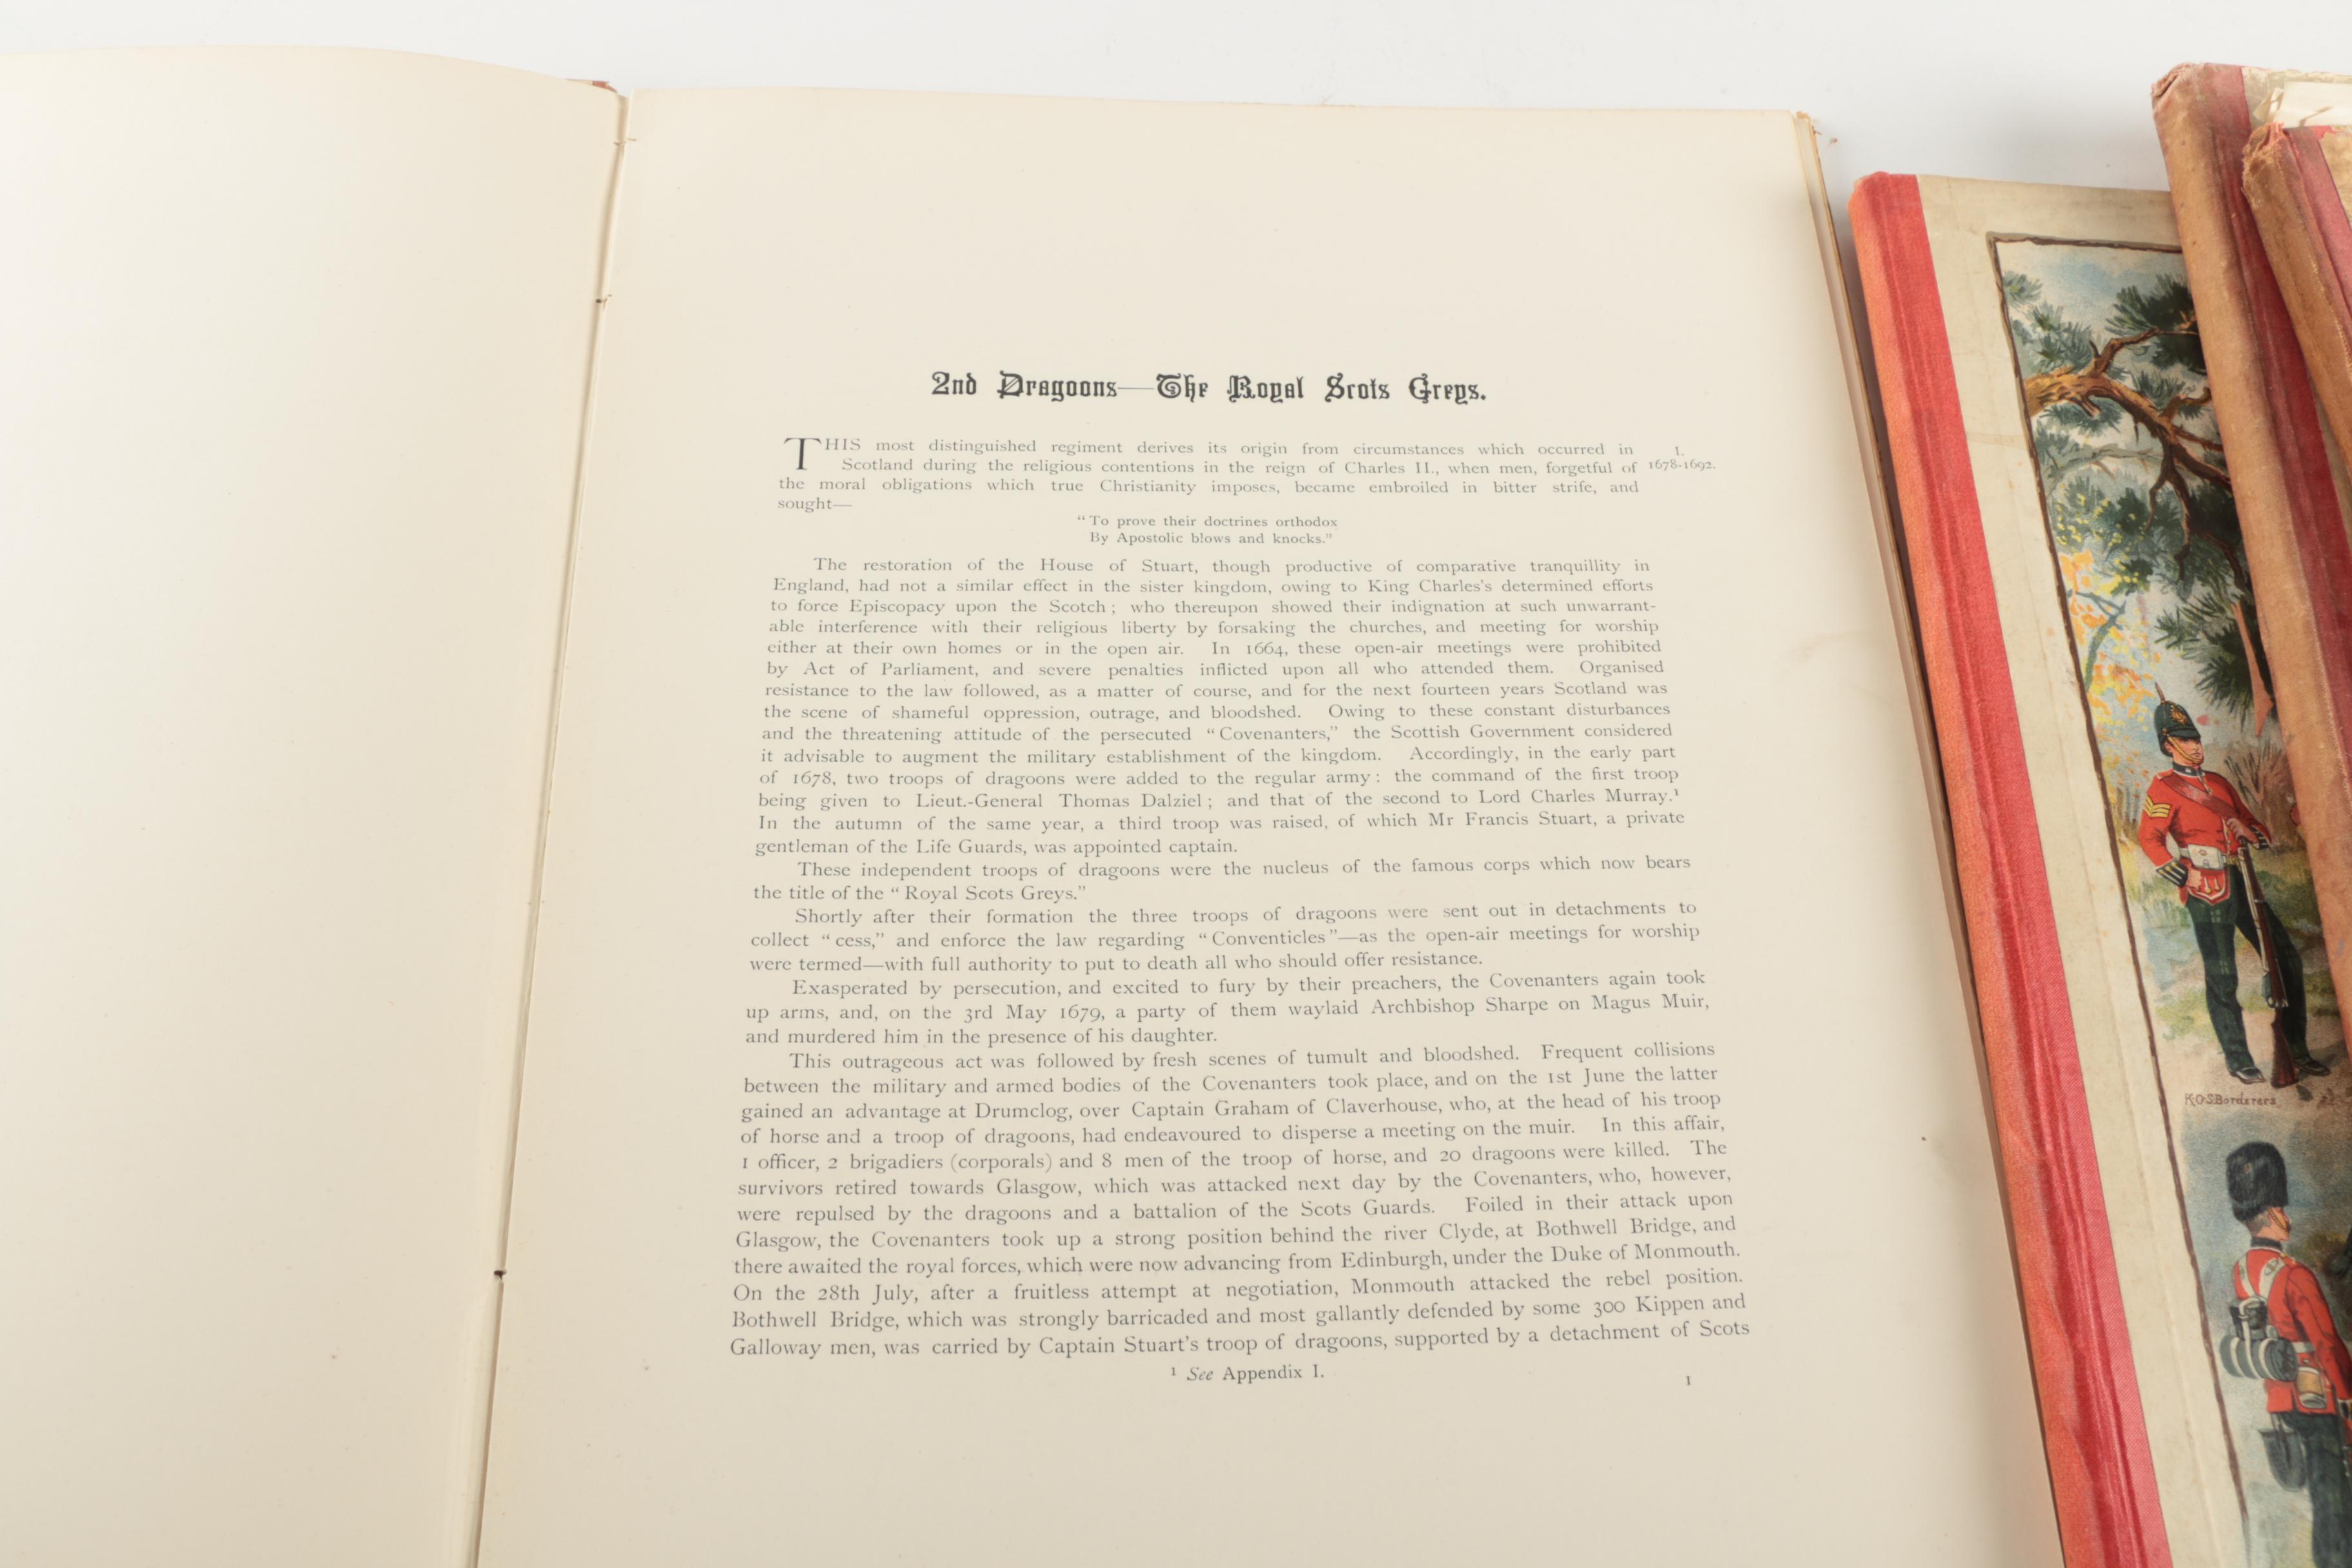 2nd Dragoons—The Royal Scots Greys.
THIS most distinguished regiment derives its origin from circumstances which occurred in
I.
Scotland during the religious contentions in the reign of Charles II., when men, forgetful of
1678-1692.
the moral obligations which true Christianity imposes, became embroiled in bitter strife, and
sought—
“To prove their doctrines orthodox
By Apostolic blows and knocks.”
The restoration of the House of Stuart, though productive of comparative tranquillity in
England, had not a similar effect in the sister kingdom, owing to King Charles's determined efforts
to force Episcopacy upon the Scotch; who thereupon showed their indignation at such unwarrant-
able interference with their religious liberty by forsaking the churches, and meeting for worship
either at their own homes or in the open air. In 1664, these open-air meetings were prohibited
by Act of Parliament, and severe penalties inflicted upon all who attended them. Organised
resistance to the law followed, as a matter of course, and for the next fourteen years Scotland was
the scene of shameful oppression, outrage, and bloodshed. Owing to these constant disturbances
and the threatening attitude of the persecuted “Covenanters,” the Scottish Government considered
it advisable to augment the military establishment of the kingdom. Accordingly, in the early part
of 1678, two troops of dragoons were added to the regular army: the command of the first troop
being given to Lieut.-General Thomas Dalziel; and that of the second to Lord Charles Murray.¹
In the autumn of the same year, a third troop was raised, of which Mr Francis Stuart, a private
gentleman of the Life Guards, was appointed captain.
These independent troops of dragoons were the nucleus of the famous corps which now bears
the title of the “Royal Scots Greys.”
Shortly after their formation the three troops of dragoons were sent out in detachments to
collect “cess,” and enforce the law regarding “Conventicles”—as the open-air meetings for worship
were termed—with full authority to put to death all who should offer resistance.
Exasperated by persecution, and excited to fury by their preachers, the Covenanters again took
up arms, and, on the 3rd May 1679, a party of them waylaid Archbishop Sharpe on Magus Muir,
and murdered him in the presence of his daughter.
This outrageous act was followed by fresh scenes of tumult and bloodshed. Frequent collisions
between the military and armed bodies of the Covenanters took place, and on the 1st June the latter
gained an advantage at Drumclog, over Captain Graham of Claverhouse, who, at the head of his troop
of horse and a troop of dragoons, had endeavoured to disperse a meeting on the muir. In this affair,
1 officer, 2 brigadiers (corporals) and 8 men of the troop of horse, and 20 dragoons were killed. The
survivors retired towards Glasgow, which was attacked next day by the Covenanters, who, however,
were repulsed by the dragoons and a battalion of the Scots Guards. Foiled in their attack upon
Glasgow, the Covenanters took up a strong position behind the river Clyde, at Bothwell Bridge, and
there awaited the royal forces, which were now advancing from Edinburgh, under the Duke of Monmouth.
On the 28th July, after a fruitless attempt at negotiation, Monmouth attacked the rebel position.
Bothwell Bridge, which was strongly barricaded and most gallantly defended by some 300 Kippen and
Galloway men, was carried by Captain Stuart's troop of dragoons, supported by a detachment of Scots
¹ See Appendix I.
1
K.O.S.Borderers